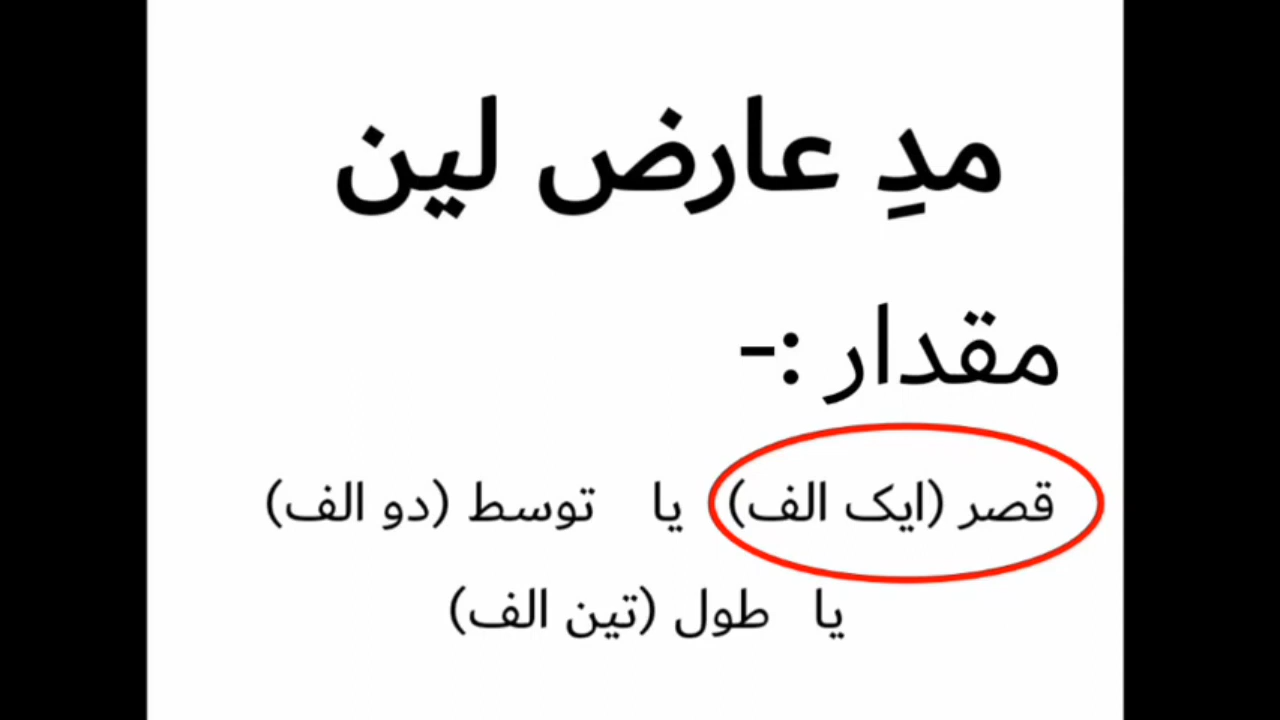 مدِ عارض لین
مقدار :-
قصر (ایک الف) یا توسط (دو الف)
یا طول (تین الف)